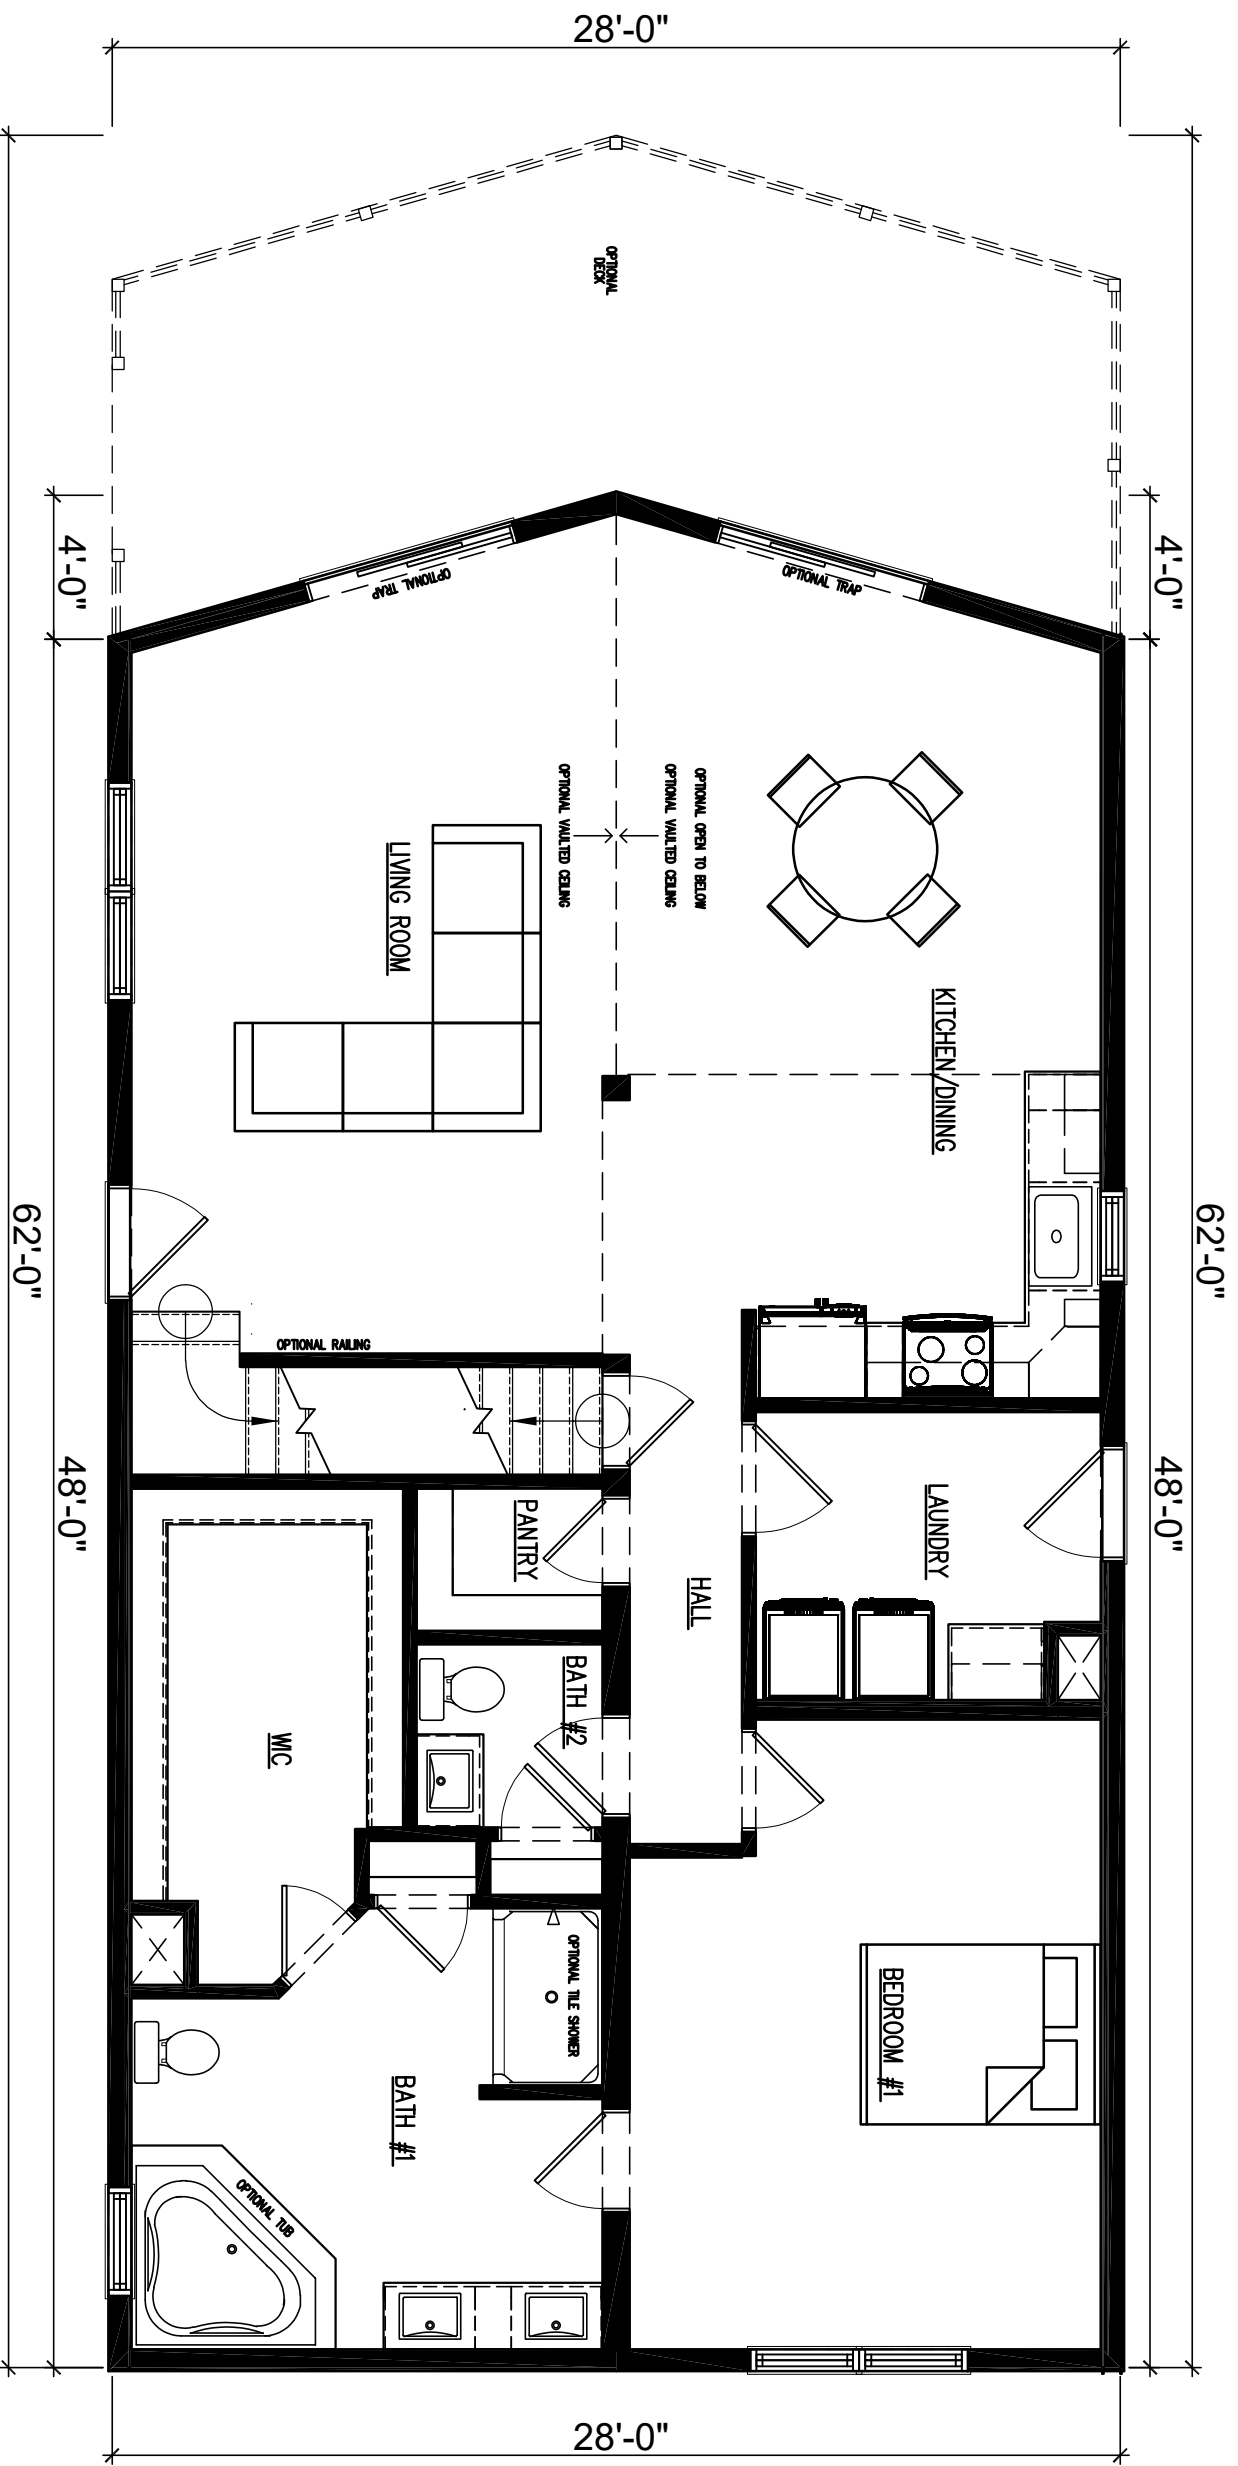 28'-0"
62'-0"
62'-0"
OPTIONAL
DECK
4'-0"
4'-0"
OPTIONAL TRAP
OPTIONAL TRAP
OPTIONAL OPEN TO BELOW
OPTIONAL VAULTED CEILING
OPTIONAL VAULTED CEILING
LIVING ROOM
KITCHEN/DINING
OPTIONAL RAILING
48'-0"
48'-0"
PANTRY
LAUNDRY
HALL
BATH #2
WIC
OPTIONAL TILE SHOWER
BEDROOM #1
BATH #1
OPTIONAL TUB
28'-0"